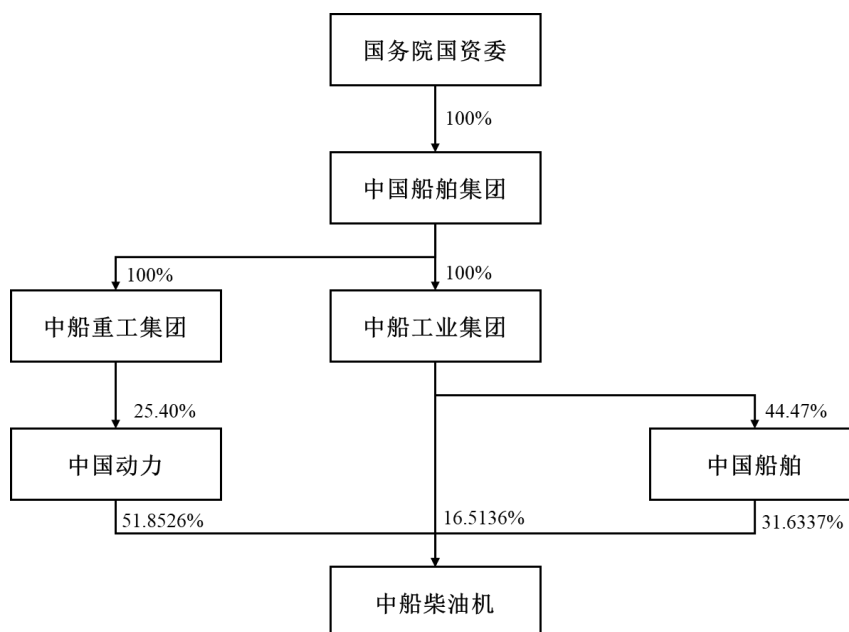 国务院国资委
100%
中国船舶集团
100%
100%
中船重工集团
中船工业集团
25.40%
44.47%
中国动力
中国船舶
51.8526%
16.5136%
31.6337%
中船柴油机